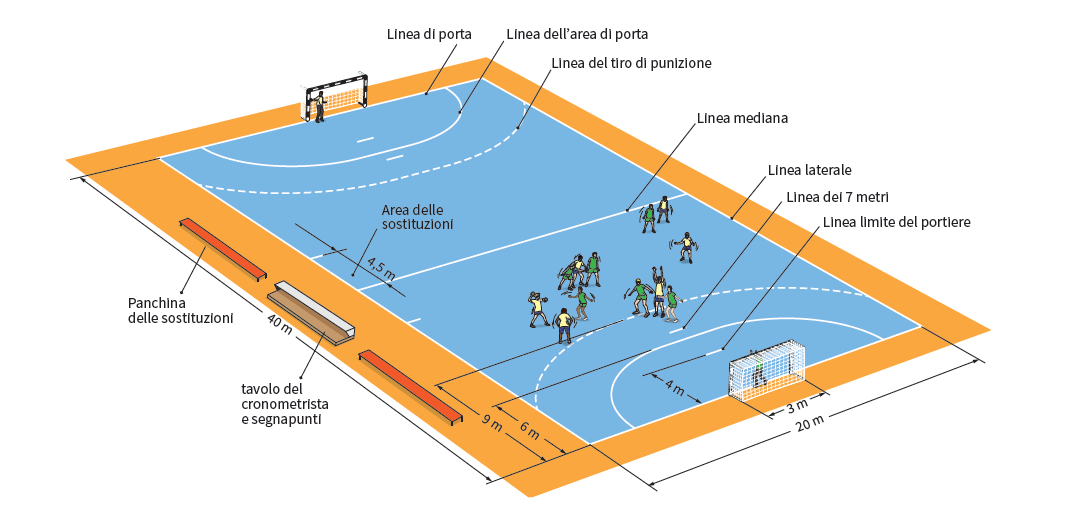 Linea di porta
Linea dell'area di porta
Linea del tiro di punizione
Linea mediana
Linea laterale
Linea dei 7 metri
Linea limite del portiere
Area delle
sostituzioni
4,5 m
Panchina
delle sostituzioni
40 m
tavolo del
cronometrista
e segnapunti
4 m
3 m
20 m
9 m
6 m